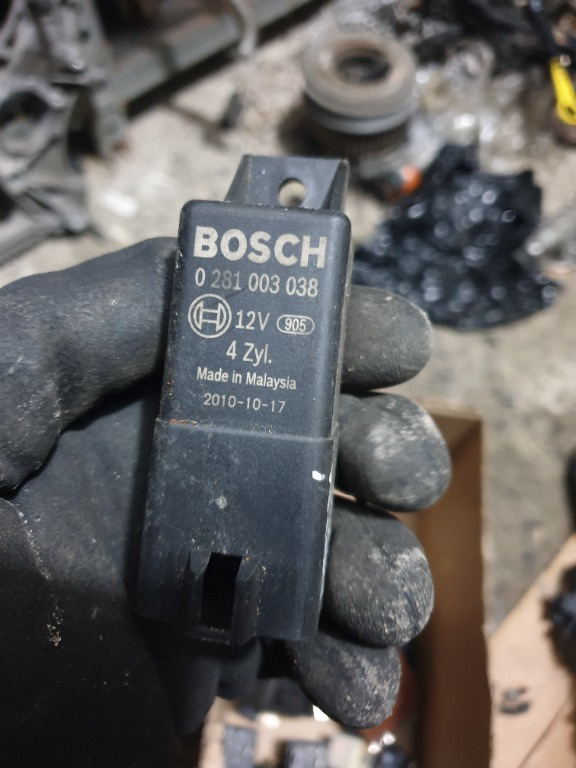 BOSCH
0 281 003 038
12V 905
4 Zyl.
Made in Malaysia
2010-10-17